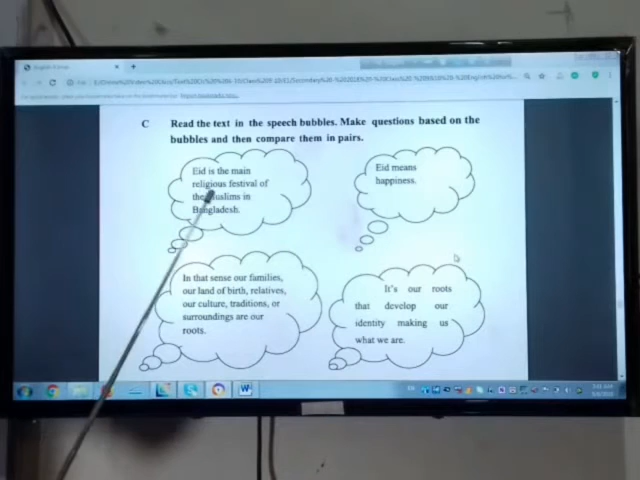 C Read the text in the speech bubbles. Make questions based on the
bubbles and then compare them in pairs.
Eid is the main
religious festival of
the Muslims in
Bangladesh.
Eid means
happiness.
In that sense our families,
our land of birth, relatives,
our culture, traditions, or
surroundings are our
roots.
It's our roots
that develop our
identity making us
what we are.